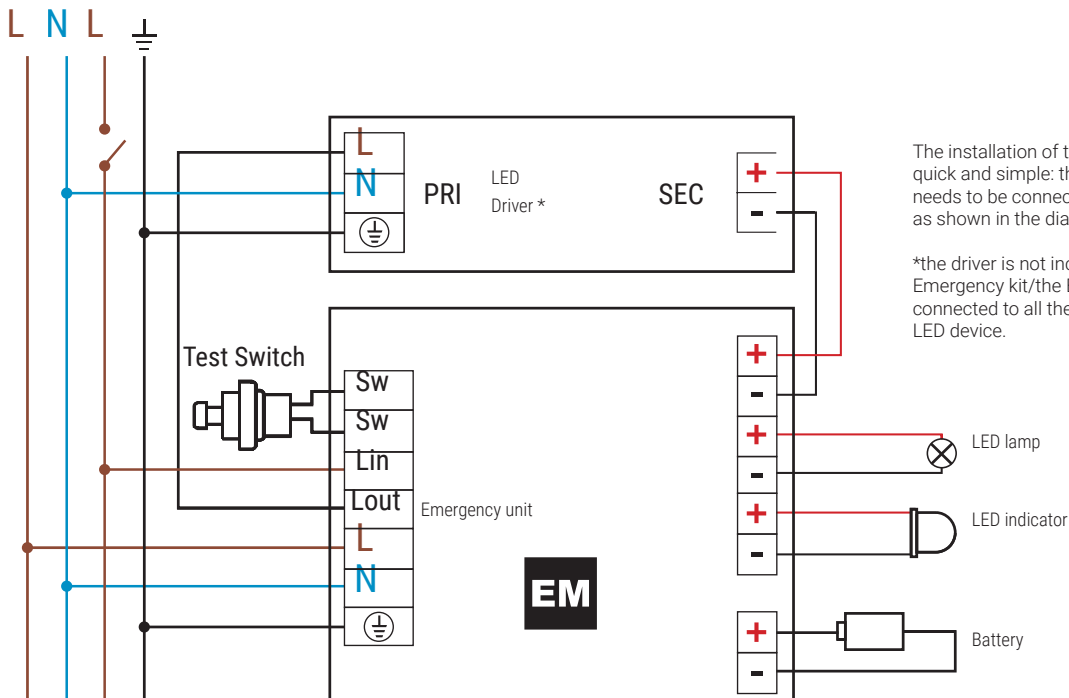 L N L
L
N
PRI
LED
Driver *
SEC
+
-
The installation of t
quick and simple: th
needs to be connec
as shown in the dia
*the driver is not inc
Emergency kit/the
connected to all the
LED device.
Test Switch
Sw
Sw
Lin
Lout
L
N
Emergency unit
EM
+
-
+
-
+
-
+
-
LED lamp
LED indicator
Battery